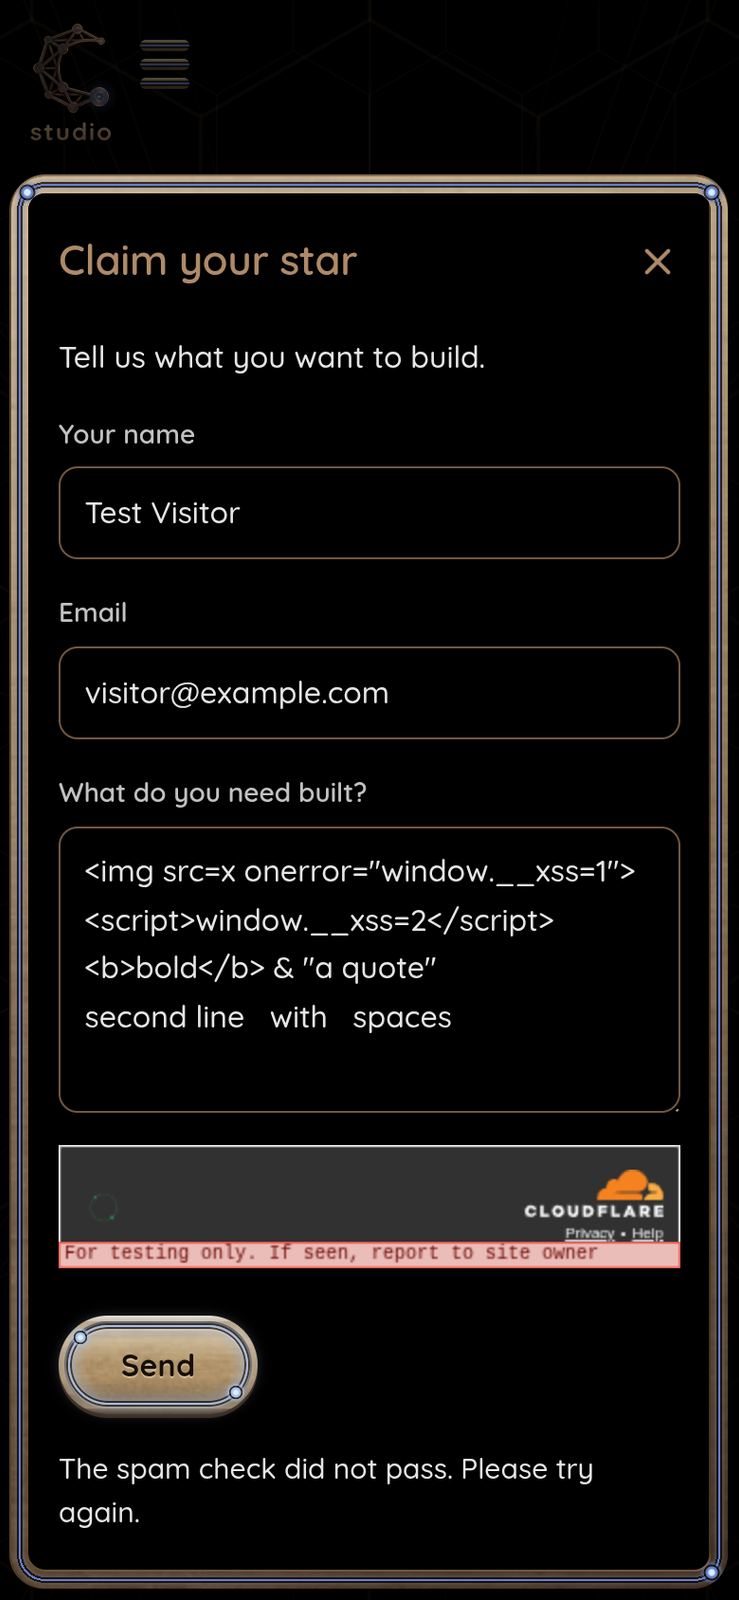 studio
Claim your star
Tell us what you want to build.
Your name
Test Visitor
Email
visitor@example.com
What do you need built?
<img src=x onerror="window.__xss=1">
<script>window.__xss=2</script>
<b>bold</b> & "a quote"
second line   with   spaces
CLOUDFLARE
Privacy • Help
For testing only. If seen, report to site owner
Send
The spam check did not pass. Please try
again.